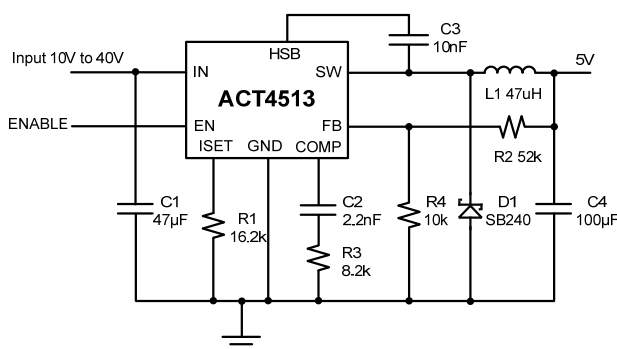 C3
10nF
Input 10V to 40V
HSB
IN
SW
5V
ACT4513
L1 47uH
ENABLE
EN
FB
ISET
GND
COMP
R2 52k
C1
47µF
R1
16.2k
C2
2.2nF
R3
8.2k
R4
10k
D1
SB240
C4
100µF